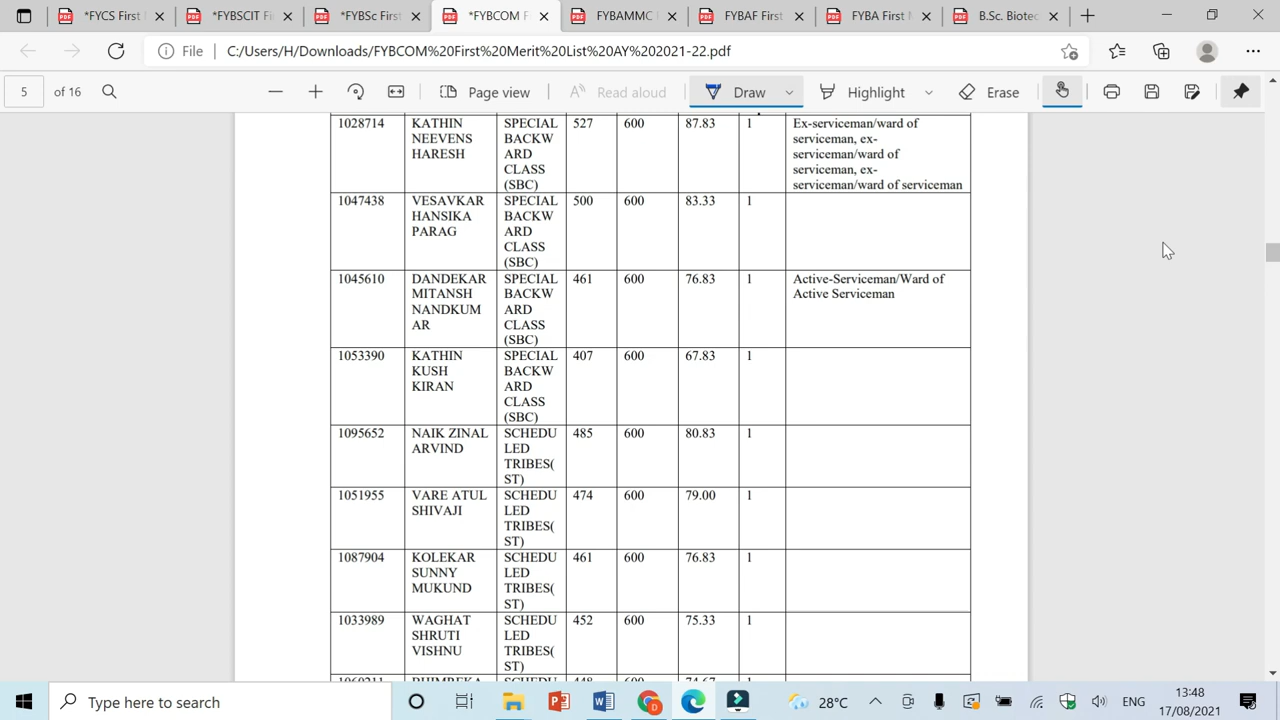 *FYCS First
*FYBSCIT Fi
*FYBSc First
*FYBCOM F
FYBAMMC
FYBAF First
FYBA First M
B.Sc. Biotec
File
C:/Users/H/Downloads/FYBCOM%20First%20Merit%20List%20AY%202021-22.pdf
5 of 16
Page view
Read aloud
Draw
Highlight
Erase
1028714 KATHIN SPECIAL 527 600 87.83 1 Ex-serviceman/ward of
NEEVENS BACKW serviceman, ex-
HARESH ARD serviceman/ward of
CLASS serviceman, ex-
(SBC) serviceman/ward of serviceman
1047438 VESAVKAR SPECIAL 500 600 83.33 1
HANSIKA BACKW
PARAG ARD
CLASS
(SBC)
1045610 DANDEKAR SPECIAL 461 600 76.83 1 Active-Serviceman/Ward of
MITANSH BACKW Active Serviceman
NANDKUM ARD
AR CLASS
(SBC)
1053390 KATHIN SPECIAL 407 600 67.83 1
KUSH BACKW
KIRAN ARD
CLASS
(SBC)
1095652 NAIK ZINAL SCHEDU 485 600 80.83 1
ARVIND LED
TRIBES(
ST)
1051955 VARE ATUL SCHEDU 474 600 79.00 1
SHIVAJI LED
TRIBES(
ST)
1087904 KOLEKAR SCHEDU 461 600 76.83 1
SUNNY LED
MUKUND TRIBES(
ST)
1033989 WAGHAT SCHEDU 452 600 75.33 1
SHRUTI LED
VISHNU TRIBES(
ST)
Type here to search
28°C
ENG
13:48
17/08/2021